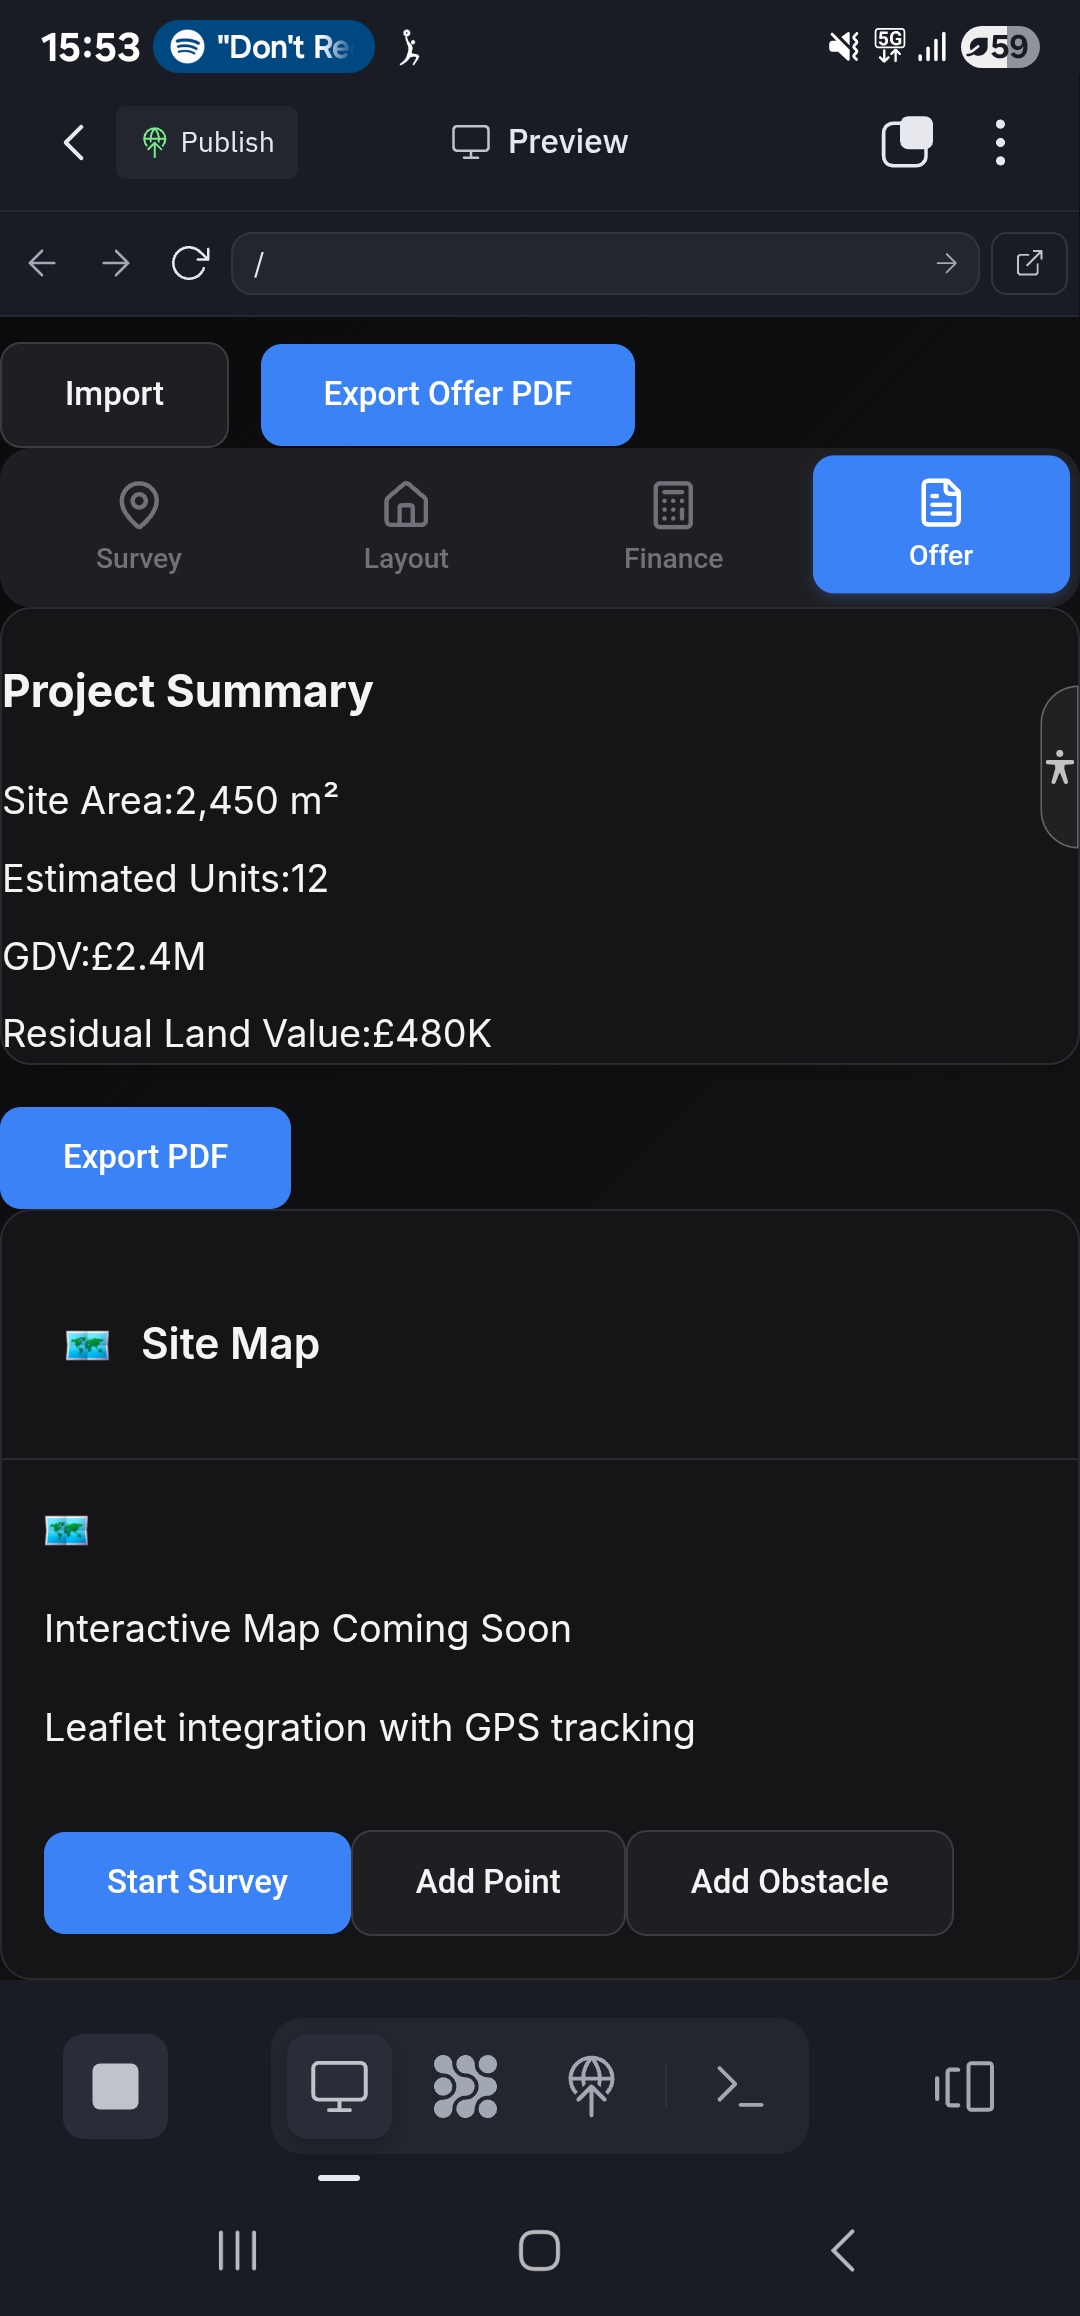 15:53 "Don't Re 5G 59
Publish Preview
/
Import Export Offer PDF
Survey Layout Finance Offer
Project Summary
Site Area:2,450 m²
Estimated Units:12
GDV:£2.4M
Residual Land Value:£480K
Export PDF
Site Map
Interactive Map Coming Soon
Leaflet integration with GPS tracking
Start Survey Add Point Add Obstacle